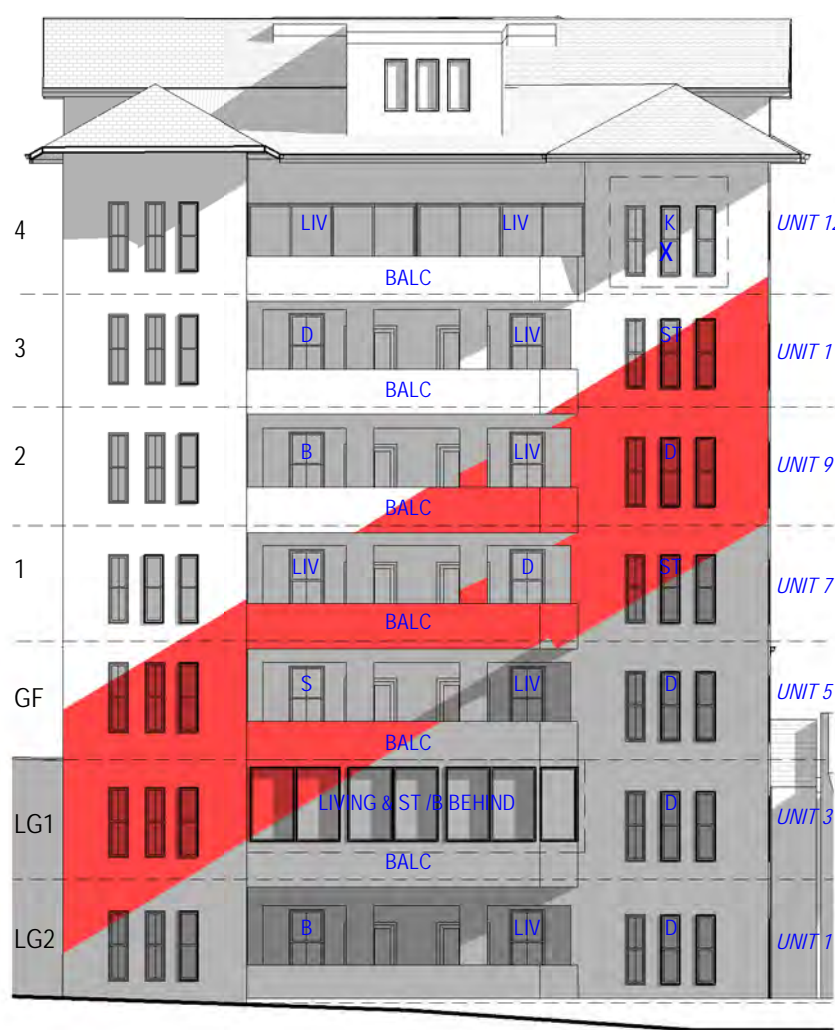 4 LIV LIV K UNIT 12
X
BALC
3 D LIV ST UNIT 1
BALC
2 B LIV D UNIT 9
BALC
1 LIV D ST UNIT 7
BALC
GF S LIV D UNIT 5
BALC
LG1 LIVING & ST /B BEHIND D UNIT 3
BALC
LG2 B LIV D UNIT 1